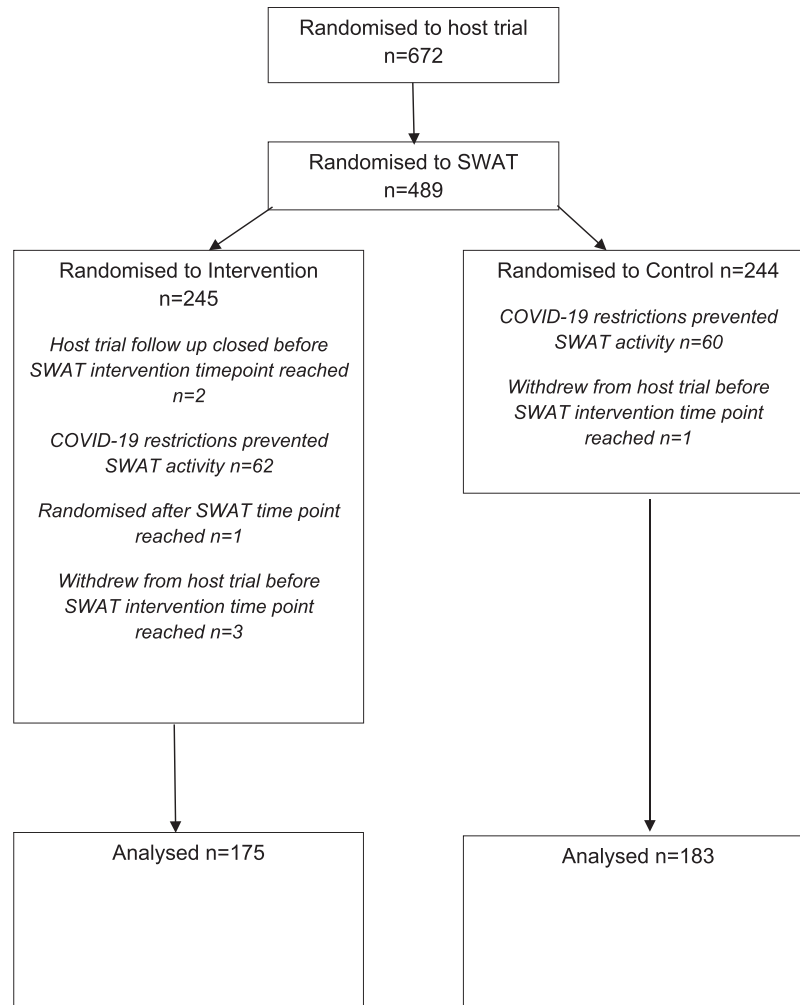 Randomised to host trial
n=672
Randomised to SWAT
n=489
Randomised to Intervention
n=245
Host trial follow up closed before
SWAT intervention timepoint reached
n=2
COVID-19 restrictions prevented
SWAT activity n=62
Randomised after SWAT time point
reached n=1
Withdrew from host trial before
SWAT intervention time point
reached n=3
Randomised to Control n=244
COVID-19 restrictions prevented
SWAT activity n=60
Withdrew from host trial before
SWAT intervention time point
reached n=1
Analysed n=175
Analysed n=183